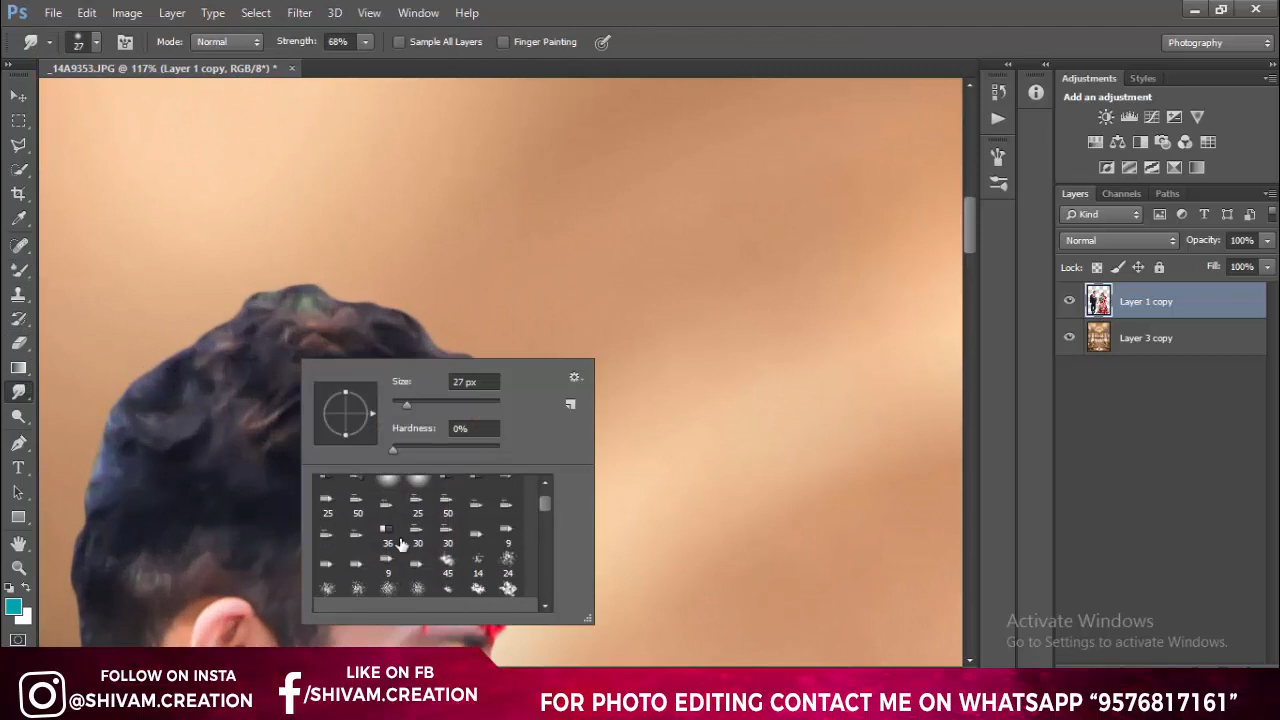 Ps File Edit Image Layer Type Select Filter 3D View Window Help
27 Mode: Normal Strength: 68% Sample All Layers Finger Painting Photography
_14A9353.JPG @ 117% (Layer 1 copy, RGB/8*) * ×
Adjustments Styles
Add an adjustment
Layers Channels Paths
Kind
Normal Opacity: 100%
Lock: Fill: 100%
Layer 1 copy
Layer 3 copy
Size: 27 px
Hardness: 0%
25 50 25 50
36 30 30 9
9 45 14 24
Activate Windows
Go to Settings to activate Windows.
FOLLOW ON INSTA
@SHIVAM.CREATION
LIKE ON FB
/SHIVAM.CREATION
FOR PHOTO EDITING CONTACT ME ON WHATSAPP “9576817161”